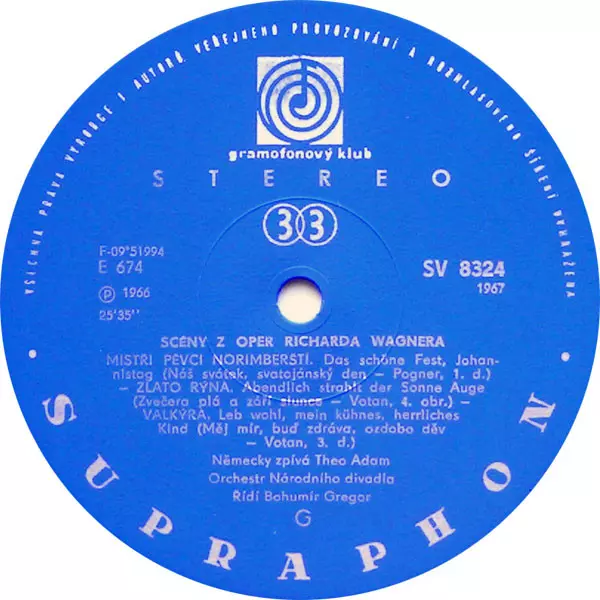 VŠECHNA PRÁVA VÝROBCE I AUTORŮ VEŘEJNÉHO PROVOZOVÁNÍ A ROZHLASOVÉHO ŠÍŘENÍ VYHRAŽENA
gramofonový klub
STEREO
33
F-09*51994
E 674
SV 8324
℗ 1966
1967
25'35"
SCÉNY Z OPER RICHARDA WAGNERA
MISTŘI PĚVCI NORIMBERŠTÍ. Das schöne Fest, Johan-
nistag (Náš svátek, svatojánský den - Pogner, 1. d.)
- ZLATO RÝNA. Abendlich strahlt der Sonne Auge
(Zvečera plá a září slunce - Votan, 4. obr.) -
VALKÝRA. Leb wohl, mein kühnes, herrliches
Kind (Měj mír, buď zdráva, ozdobo děv
- Votan, 3. d.)
Německy zpívá Theo Adam
Orchestr Národního divadla
Řídí Bohumír Gregor
G
• SUPRAPHON •